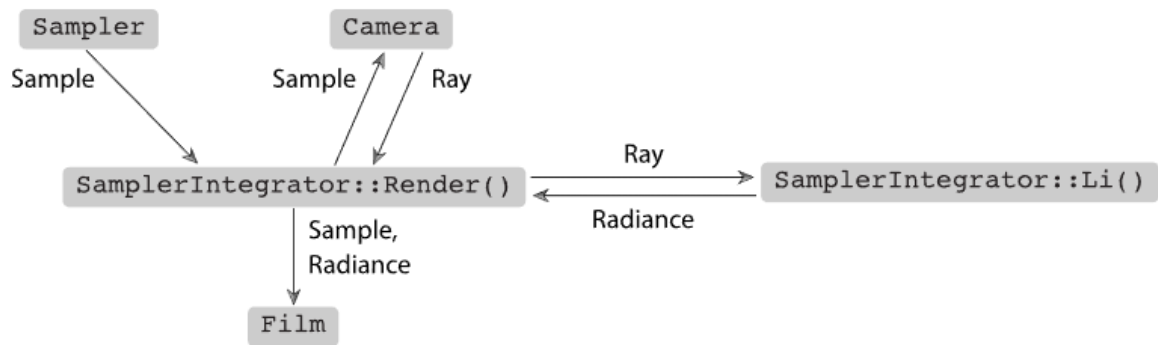 Sampler
Camera
Sample
Sample
Ray
SamplerIntegrator::Render()
Ray
Radiance
SamplerIntegrator::Li()
Sample,
Radiance
Film